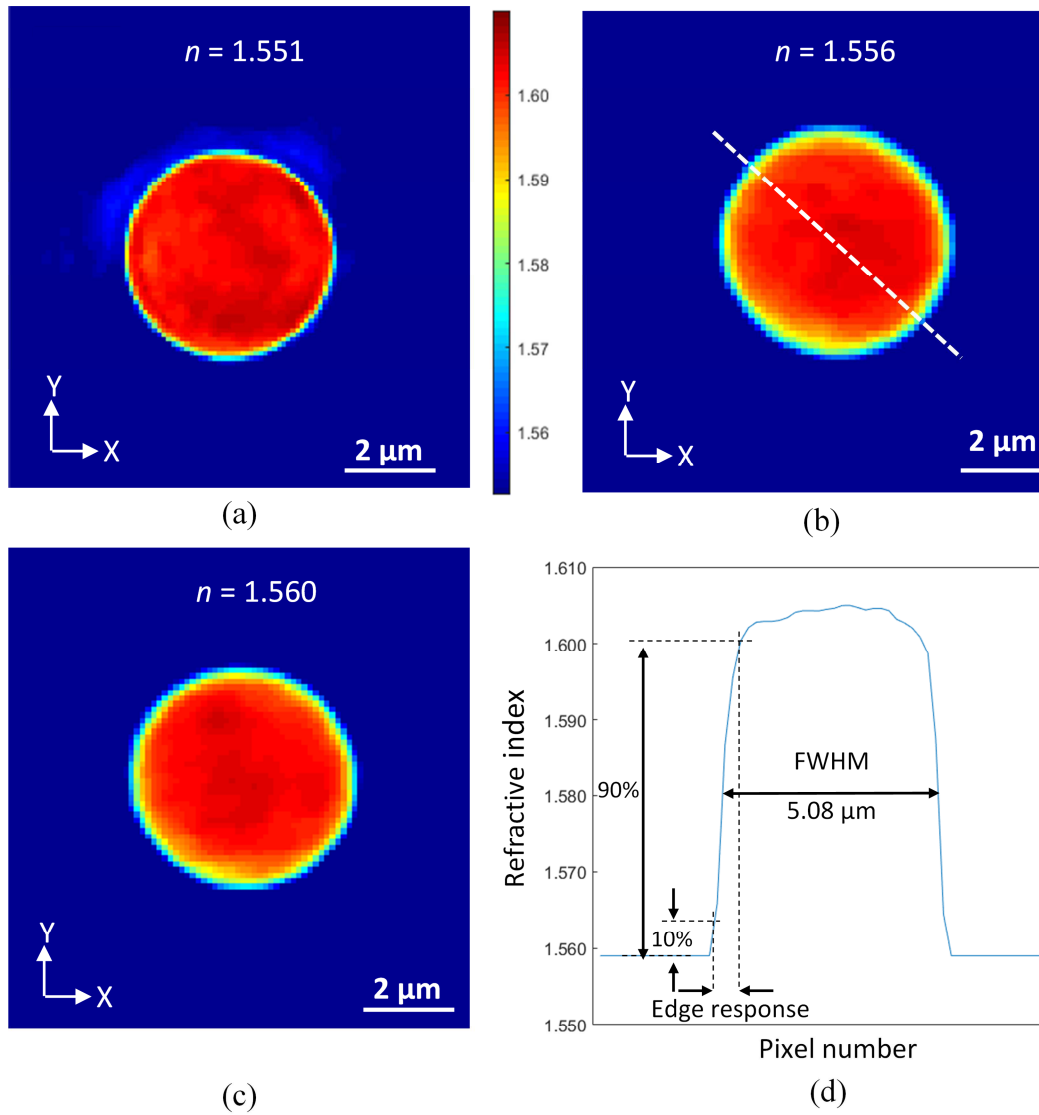 n = 1.551
Y
X
2 µm
(a)
1.60
1.59
1.58
1.57
1.56
n = 1.556
Y
X
2 µm
(b)
n = 1.560
Y
X
2 µm
(c)
1.610
1.600
1.590
1.580
1.570
1.560
1.550
Refractive index
90%
10%
FWHM
5.08 µm
Edge response
Pixel number
(d)